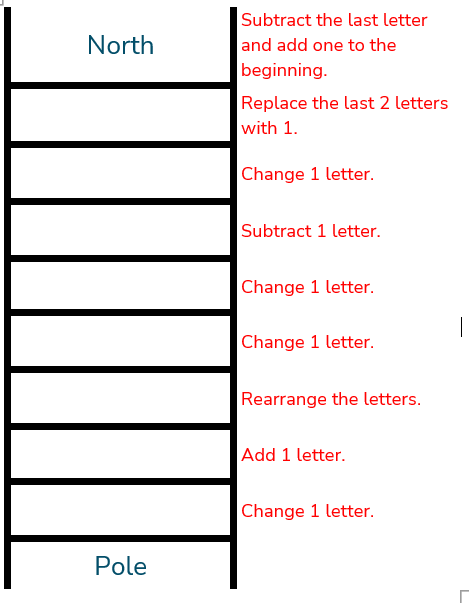 North
Subtract the last letter
and add one to the
beginning.
Replace the last 2 letters
with 1.
Change 1 letter.
Subtract 1 letter.
Change 1 letter.
Change 1 letter.
Rearrange the letters.
Add 1 letter.
Change 1 letter.
Pole